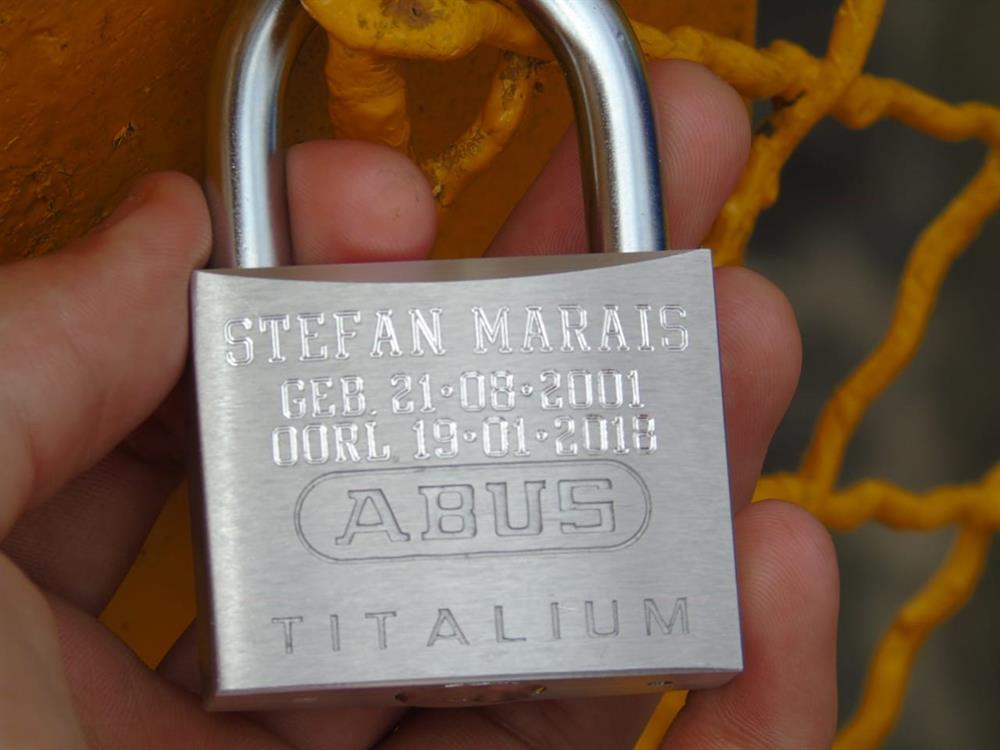 STEFAN MARAIS
GEB. 21·08·2001
OORL. 19·01·2018
ABUS
TITALIUM